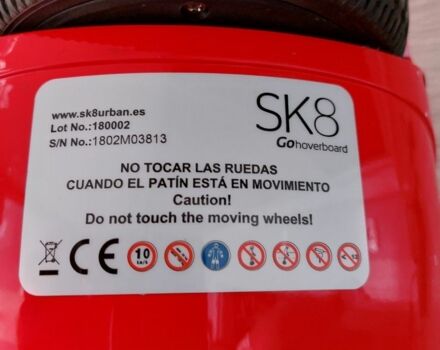 www.sk8urban.es
Lot No.:180002
S/N No.:1802M03813
SK8
Gohoverboard
NO TOCAR LAS RUEDAS
CUANDO EL PATÍN ESTÁ EN MOVIMIENTO
Caution!
Do not touch the moving wheels!
CE
10